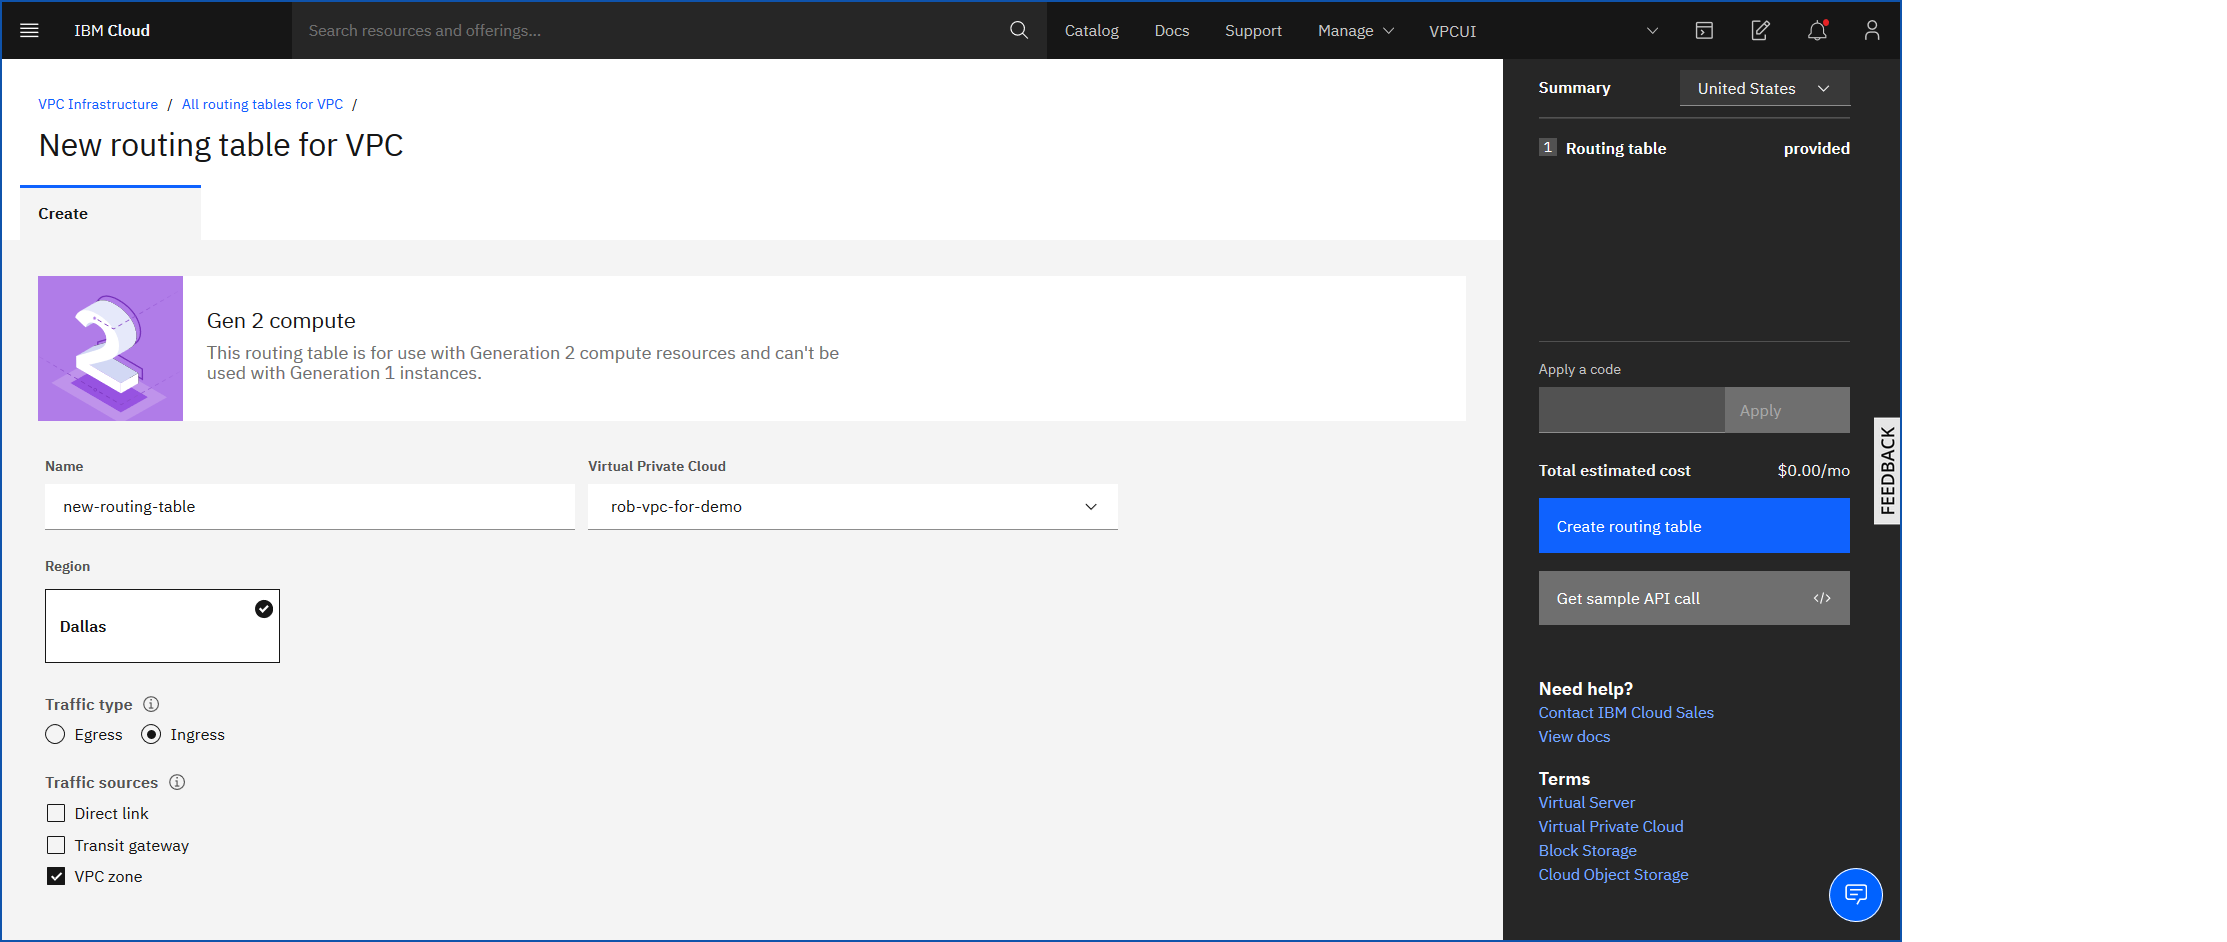 IBM Cloud
Search resources and offerings...
Catalog
Docs
Support
Manage
VPCUI
VPC Infrastructure / All routing tables for VPC /
New routing table for VPC
Create
2
Gen 2 compute
This routing table is for use with Generation 2 compute resources and can't be
used with Generation 1 instances.
Name
new-routing-table
Virtual Private Cloud
rob-vpc-for-demo
Region
Dallas
Traffic type
Egress
Ingress
Traffic sources
Direct link
Transit gateway
VPC zone
Summary
United States
1 Routing table provided
Apply a code
Apply
Total estimated cost $0.00/mo
Create routing table
Get sample API call </>
Need help?
Contact IBM Cloud Sales
View docs
Terms
Virtual Server
Virtual Private Cloud
Block Storage
Cloud Object Storage
FEEDBACK